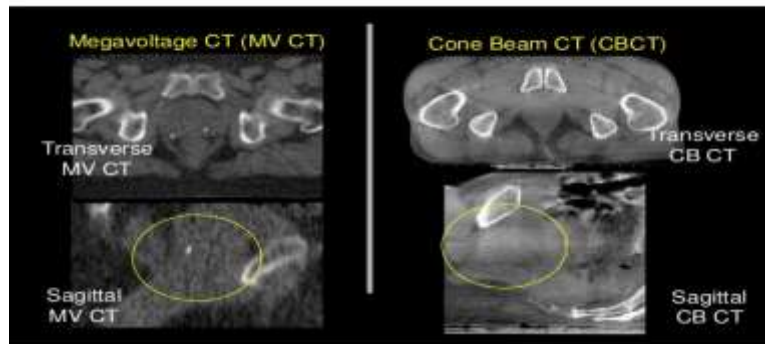 Megavoltage CT (MV CT)
Transverse
MV CT
Sagittal
MV CT
Cone Beam CT (CBCT)
Transverse
CB CT
Sagittal
CB CT